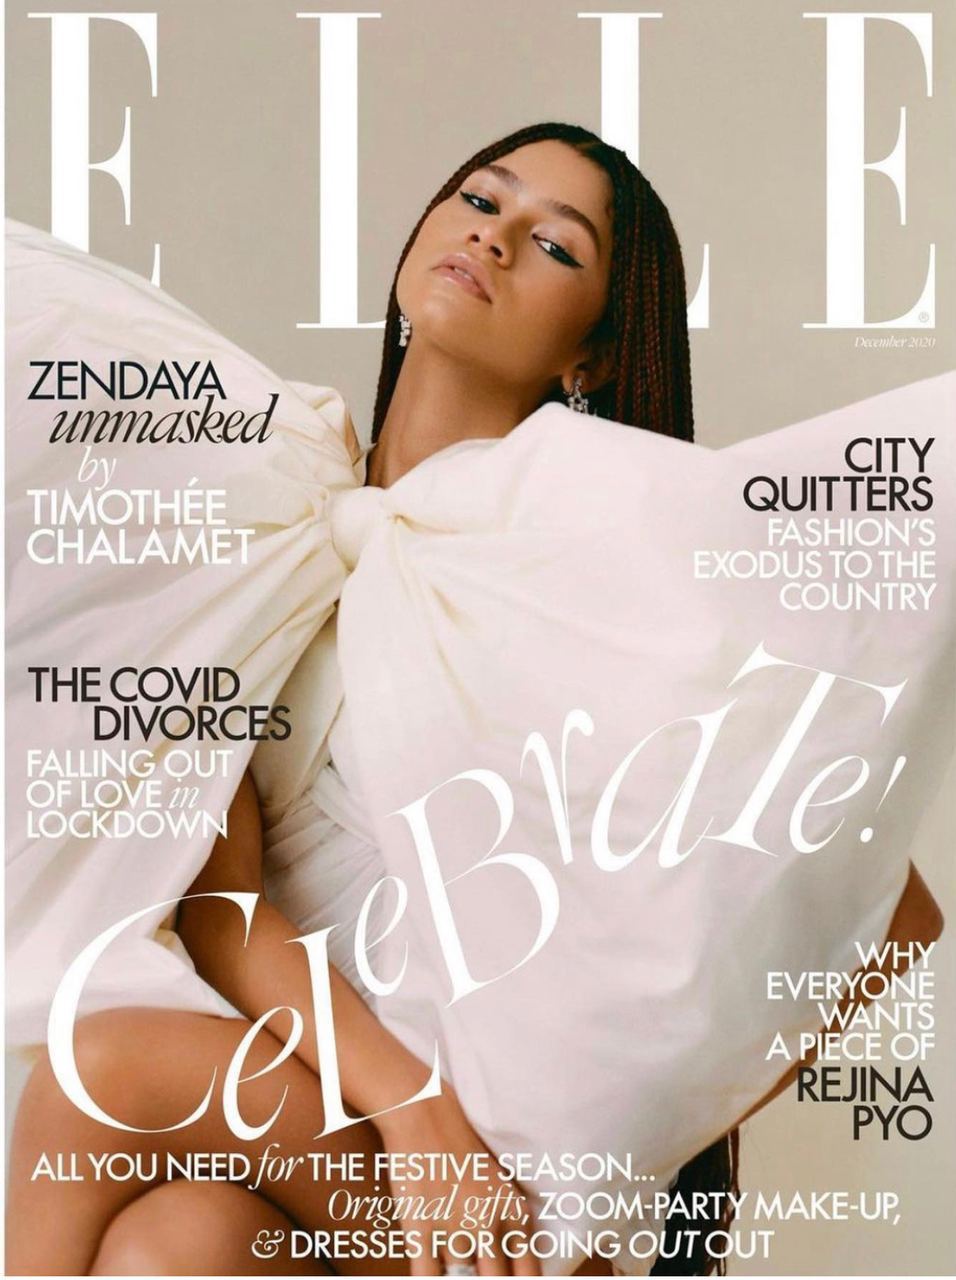 ELLE
®
December 2020
ZENDAYA
unmasked
by
TIMOTHÉE
CHALAMET
CITY
QUITTERS
FASHION'S
EXODUS TO THE
COUNTRY
THE COVID
DIVORCES
FALLING OUT
OF LOVE in
LOCKDOWN
CeLeBraTe!
WHY
EVERYONE
WANTS
A PIECE OF
REJINA
PYO
ALL YOU NEED for THE FESTIVE SEASON...
Original gifts, ZOOM-PARTY MAKE-UP,
& DRESSES FOR GOING OUT OUT